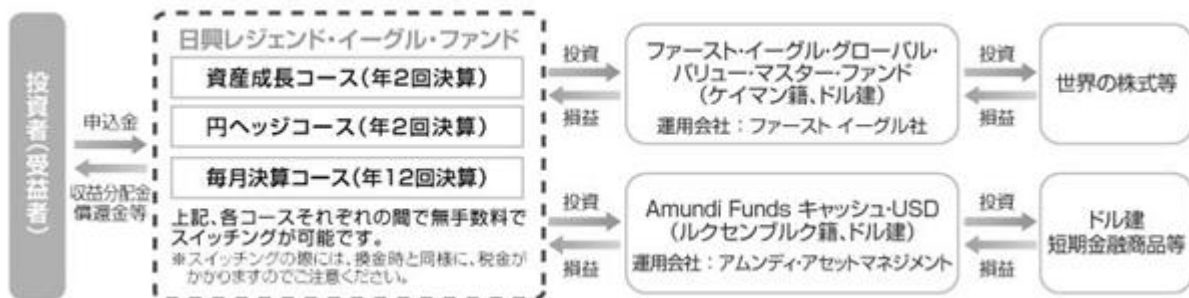 投資者(受益者)
申込金
収益分配金
償還金等
日興レジェンド・イーグル・ファンド
資産成長コース(年2回決算)
円ヘッジコース(年2回決算)
毎月決算コース(年12回決算)
上記、各コースそれぞれの間で無手数料で
スイッチングが可能です。
※スイッチングの際には、換金時と同様に、税金が
かかりますのでご注意ください。
投資
損益
ファースト・イーグル・グローバル・
バリュー・マスター・ファンド
(ケイマン籍、ドル建)
運用会社:ファースト イーグル社
投資
損益
世界の株式等
投資
損益
Amundi Funds キャッシュ・USD
(ルクセンブルク籍、ドル建)
運用会社:アムンディ・アセットマネジメント
投資
損益
ドル建
短期金融商品等